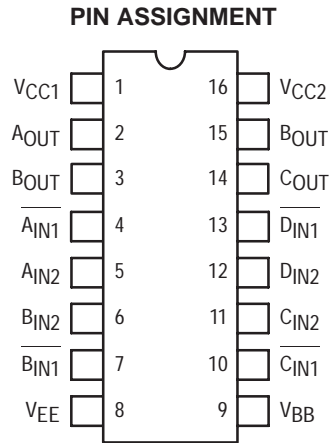 PIN ASSIGNMENT
VCC1 1 16 VCC2
AOUT 2 15 BOUT
BOUT 3 14 COUT
AIN1 4 13 DIN1
AIN2 5 12 DIN2
BIN2 6 11 CIN2
BIN1 7 10 CIN1
VEE 8 9 VBB